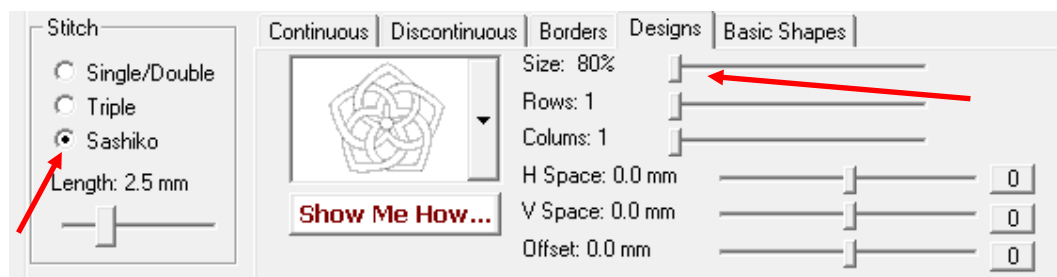 Stitch
Single/Double
Triple
Sashiko
Length: 2.5 mm
Continuous Discontinuous Borders Designs Basic Shapes
Show Me How...
Size: 80%
Rows: 1
Colums: 1
H Space: 0.0 mm 0
V Space: 0.0 mm 0
Offset: 0.0 mm 0